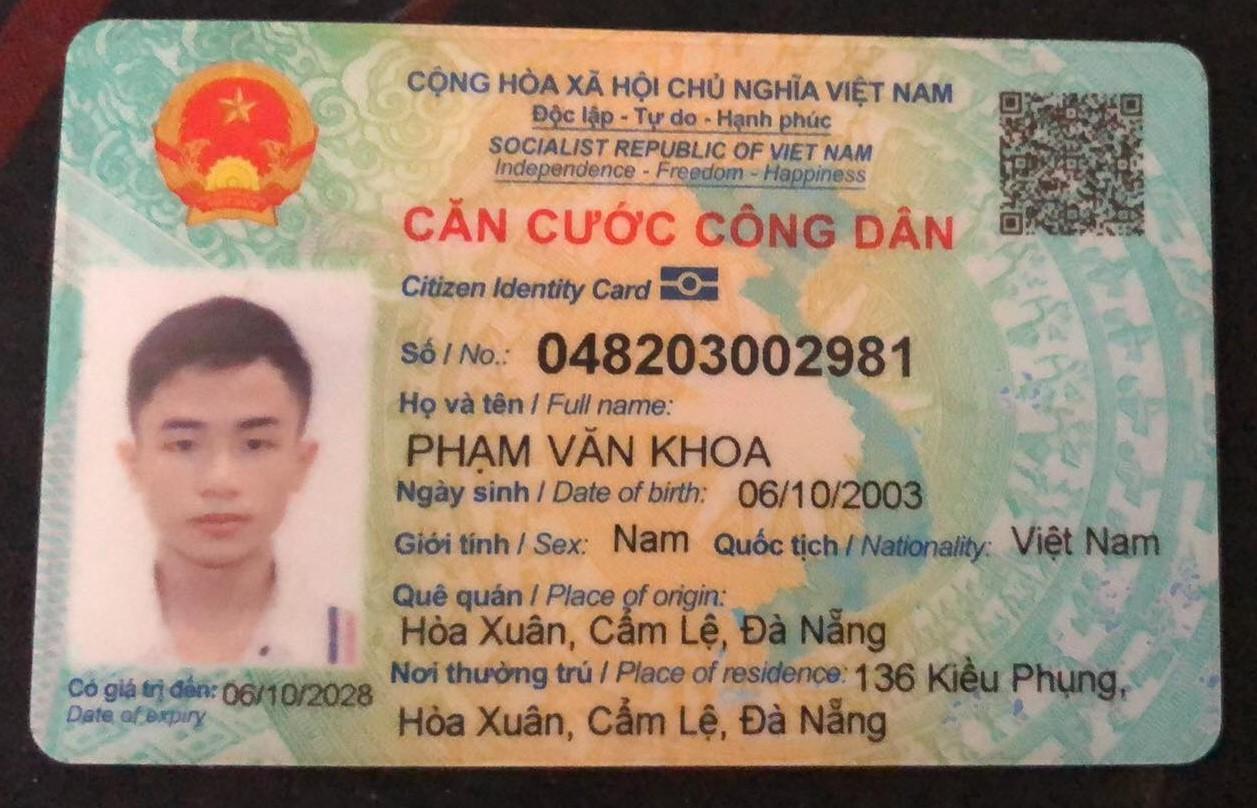 CỘNG HÒA XÃ HỘI CHỦ NGHĨA VIỆT NAM
Độc lập - Tự do - Hạnh phúc
SOCIALIST REPUBLIC OF VIET NAM
Independence - Freedom - Happiness
CĂN CƯỚC CÔNG DÂN
Citizen Identity Card
Số / No.: 048203002981
Họ và tên / Full name:
PHẠM VĂN KHOA
Ngày sinh / Date of birth: 06/10/2003
Giới tính / Sex: Nam Quốc tịch / Nationality: Việt Nam
Quê quán / Place of origin:
Hòa Xuân, Cẩm Lệ, Đà Nẵng
Nơi thường trú / Place of residence: 136 Kiều Phụng,
Hòa Xuân, Cẩm Lệ, Đà Nẵng
Có giá trị đến: 06/10/2028
Date of expiry